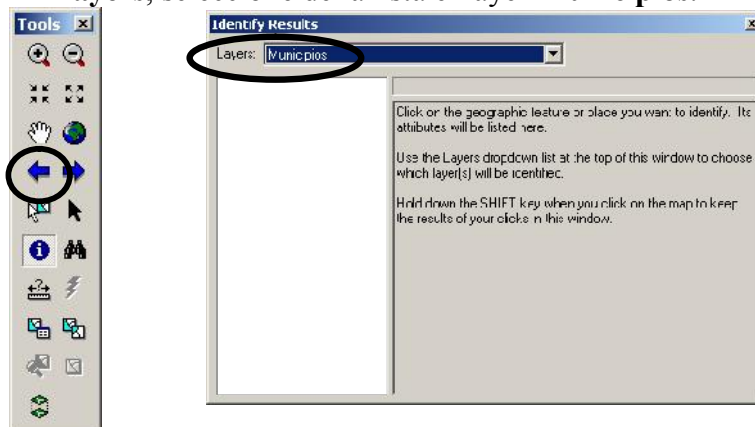 Tools
Identify Results
Layers: Municipios
Click on the geographic feature or place you want to identify. Its
attributes will be listed here.
Use the Layers dropdown list at the top of this window to choose
which layer(s) will be identified.
Hold down the SHIFT key when you click on the map to keep
the results of your clicks in this window.